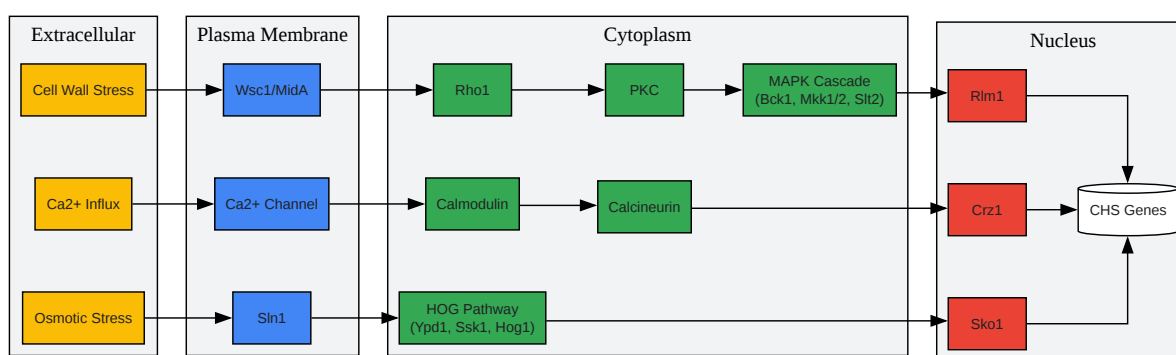 Extracellular
Plasma Membrane
Cytoplasm
Nucleus
Cell Wall Stress
Wsc1/MidA
Rho1
PKC
MAPK Cascade
(Bck1, Mkk1/2, Slt2)
Rlm1
Ca2+ Influx
Ca2+ Channel
Calmodulin
Calcineurin
Crz1
CHS Genes
Osmotic Stress
Sln1
HOG Pathway
(Ypd1, Ssk1, Hog1)
Sko1